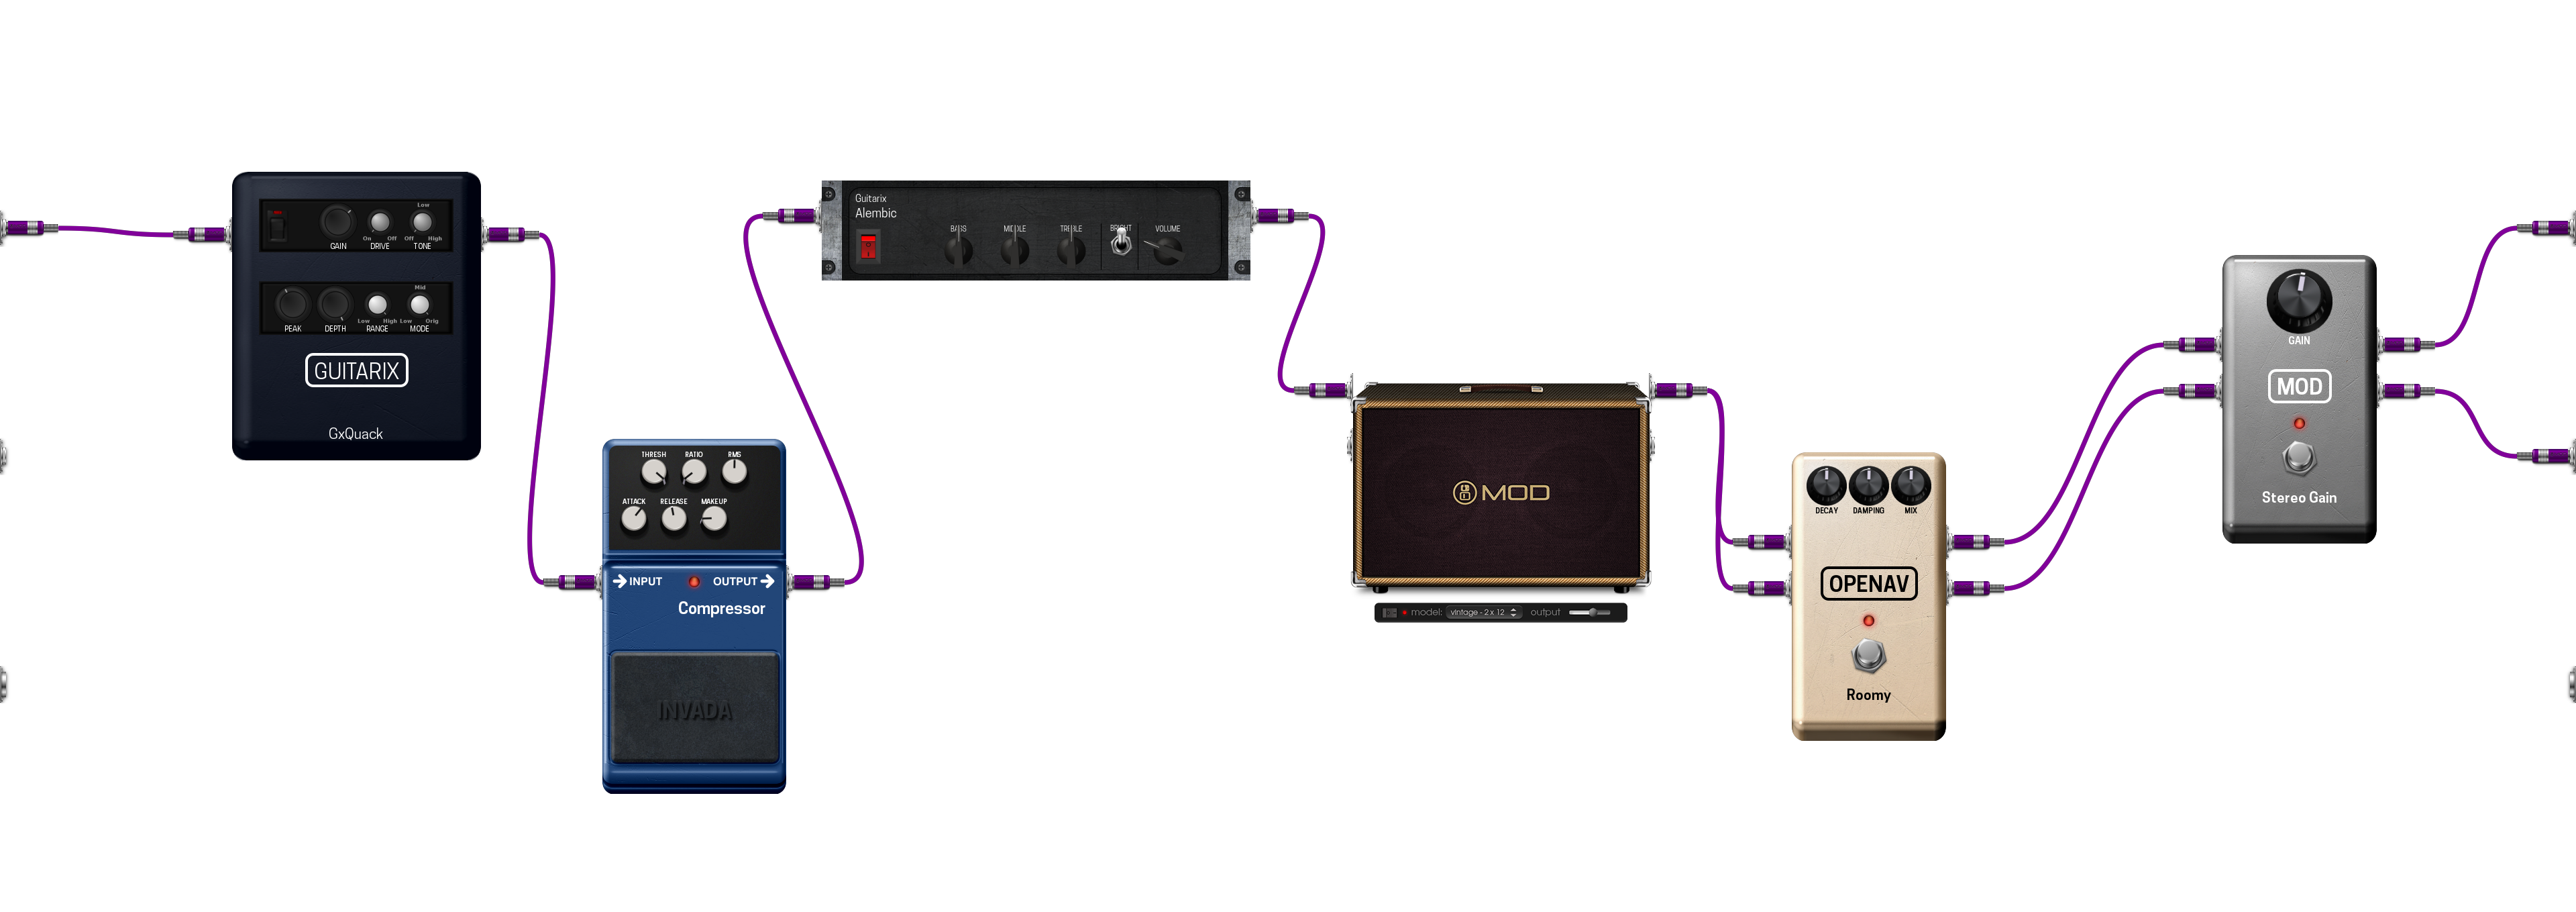 Low
On Off Off High
GAIN DRIVE TONE
Mid
Low High Low Orig
PEAK DEPTH RANGE MODE
GUITARIX
GxQuack
THRESH RATIO RMS
ATTACK RELEASE MAKEUP
INPUT OUTPUT
Compressor
INVADA
Guitarix
Alembic
BASS MIDDLE TREBLE BRIGHT VOLUME
MOD
model: vintage - 2 x 12 output
DECAY DAMPING MIX
OPENAV
Roomy
GAIN
MOD
Stereo Gain